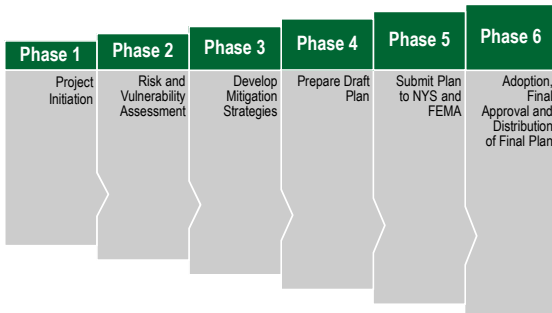 Phase 1
Project
Initiation
Phase 2
Risk and
Vulnerability
Assessment
Phase 3
Develop
Mitigation
Strategies
Phase 4
Prepare Draft
Plan
Phase 5
Submit Plan
to NYS and
FEMA
Phase 6
Adoption,
Final
Approval and
Distribution
of Final Plan